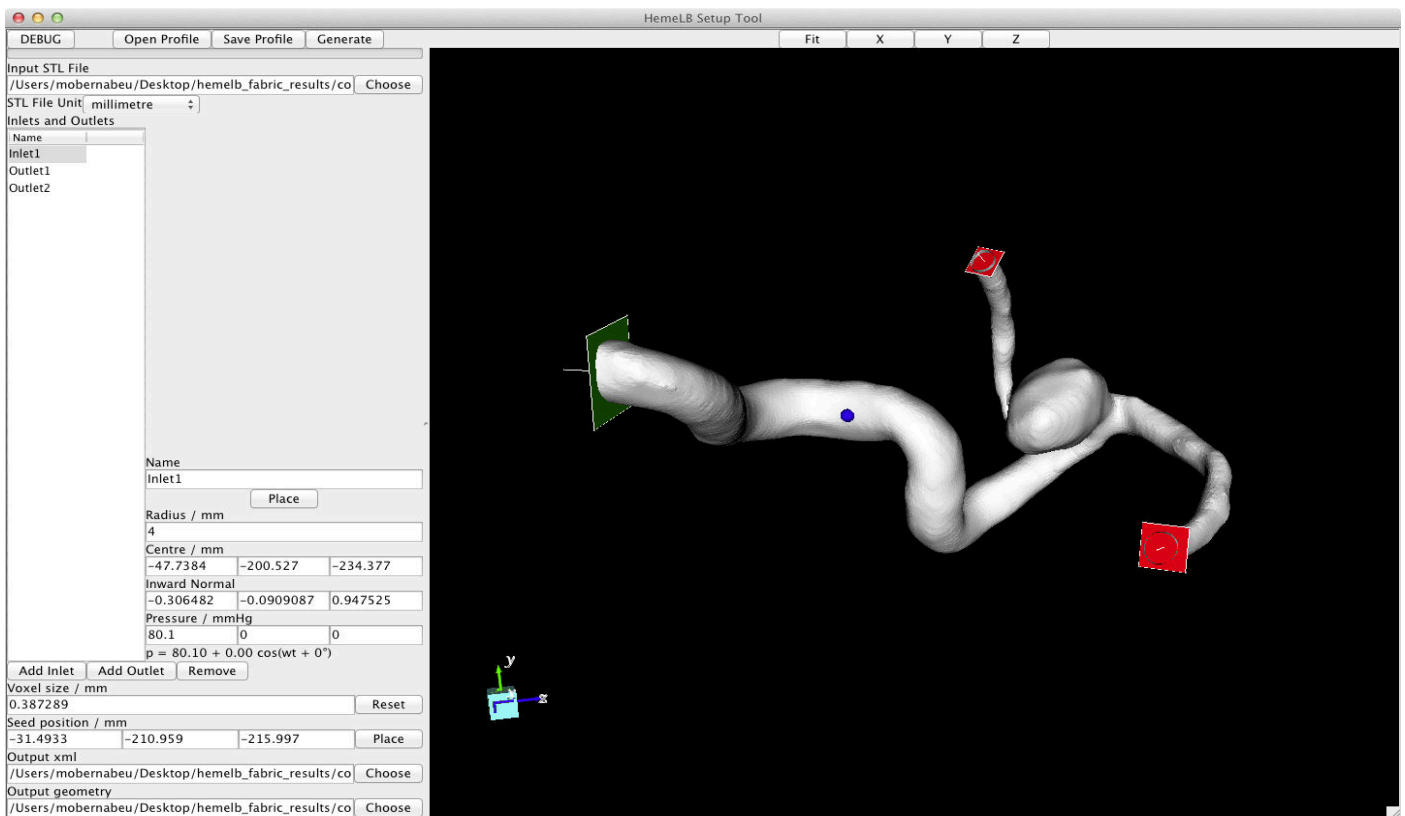 HemeLB Setup Tool
DEBUG Open Profile Save Profile Generate Fit X Y Z
Input STL File
/Users/mobernabeu/Desktop/hemelb_fabric_results/co Choose
STL File Unit millimetre
Inlets and Outlets
Name
Inlet1
Outlet1
Outlet2
Name
Inlet1
Place
Radius / mm
4
Centre / mm
-47.7384 -200.527 -234.377
Inward Normal
-0.306482 -0.0909087 0.947525
Pressure / mmHg
80.1 0 0
p = 80.10 + 0.00 cos(wt + 0°)
Add Inlet Add Outlet Remove
Voxel size / mm
0.387289 Reset
Seed position / mm
-31.4933 -210.959 -215.997 Place
Output xml
/Users/mobernabeu/Desktop/hemelb_fabric_results/co Choose
Output geometry
/Users/mobernabeu/Desktop/hemelb_fabric_results/co Choose
y
z